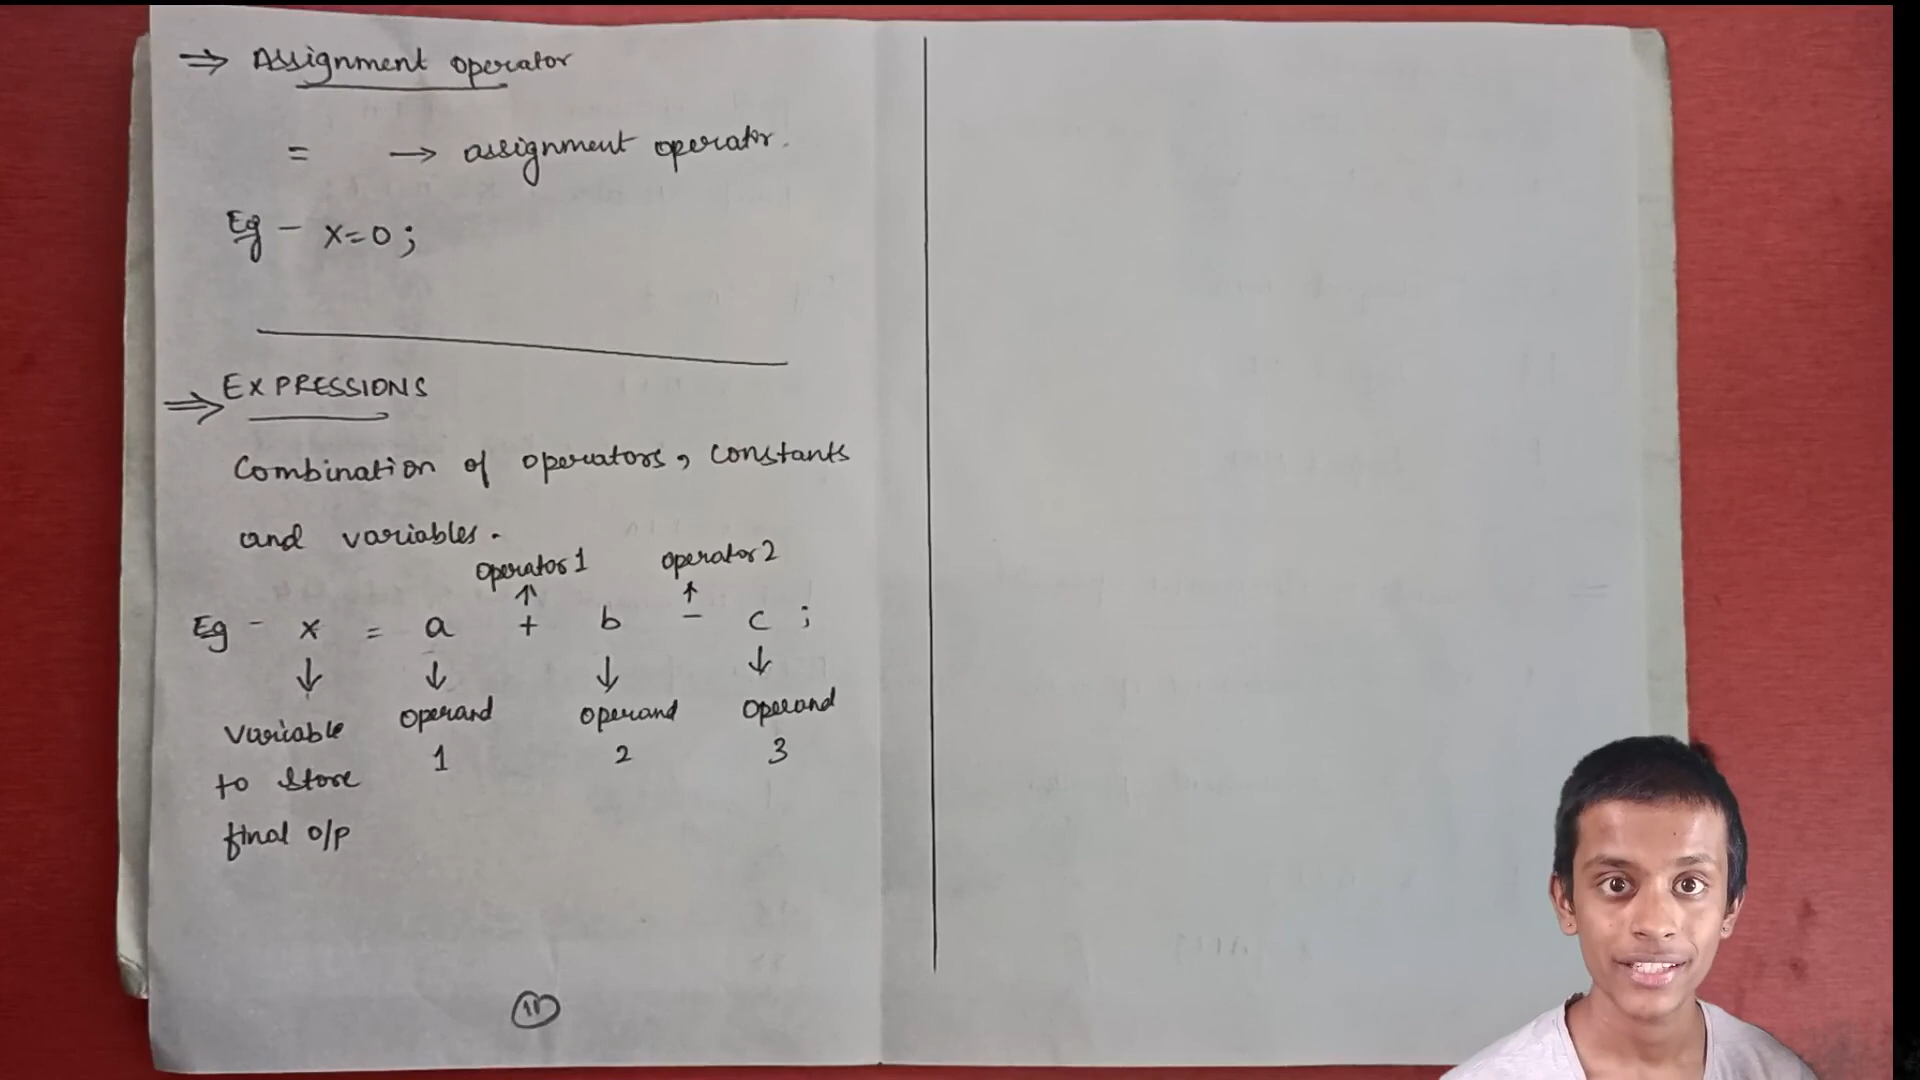 ⇒ Assignment operator
= → assignment operator.
Eg - x=0;
⇒ EXPRESSIONS
Combination of operators, constants
and variables.
operator 1 operator 2
↑ ↑
Eg - x = a + b - c ;
↓ ↓ ↓ ↓
Variable operand operand operand
to store 1 2 3
final o/p
11